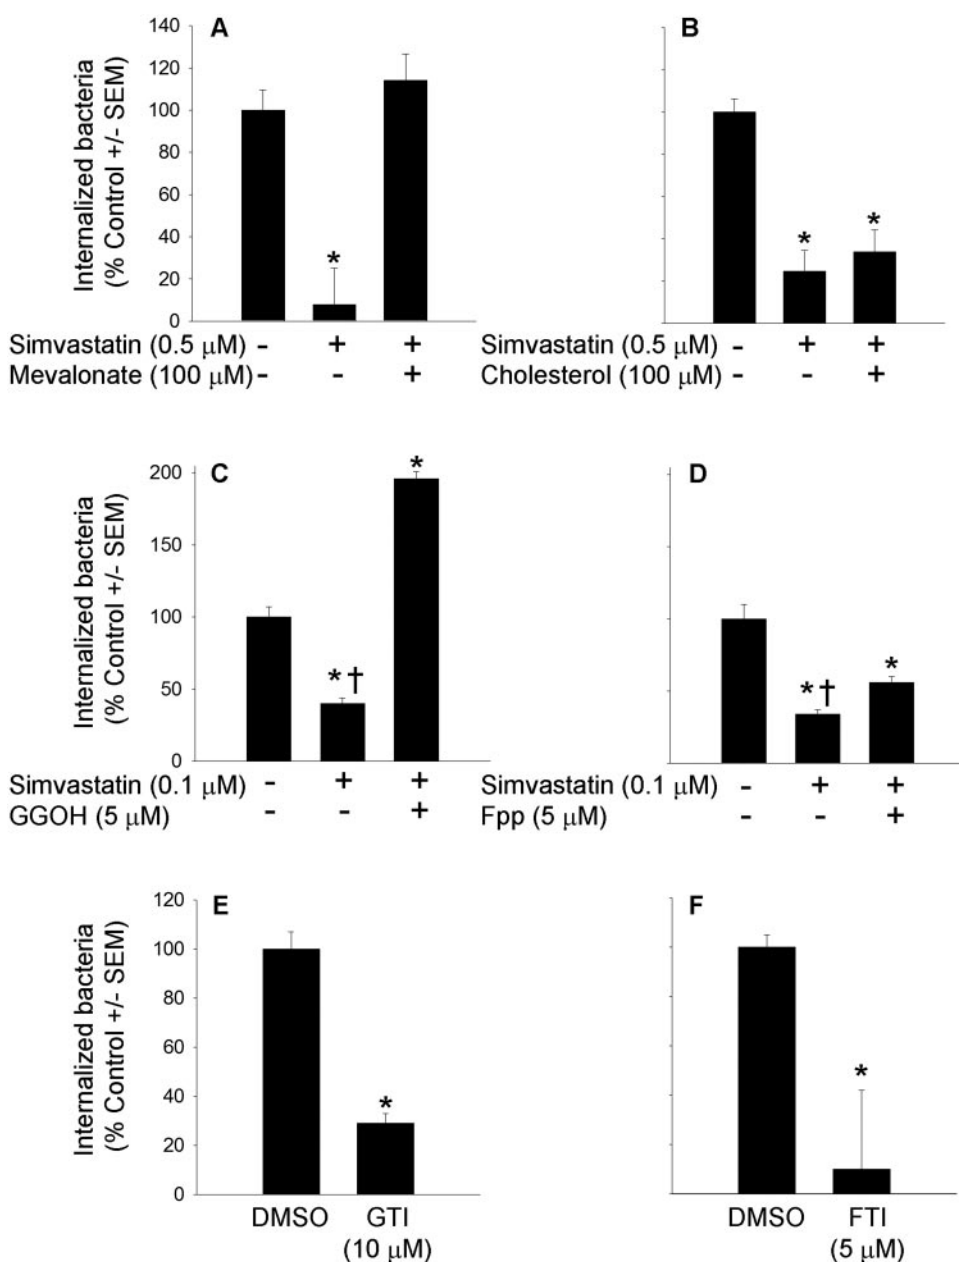 A
B
140
120
100
80
60
40
20
0
Internalized bacteria
(% Control +/- SEM)
*
*
*
Simvastatin (0.5 μM) - + +
Mevalonate (100 μM) - - +
Simvastatin (0.5 μM) - + +
Cholesterol (100 μM) - - +
C
D
200
150
100
50
0
Internalized bacteria
(% Control +/- SEM)
*†
*
*†
*
Simvastatin (0.1 μM) - + +
GGOH (5 μM) - - +
Simvastatin (0.1 μM) - + +
Fpp (5 μM) - - +
E
F
120
100
80
60
40
20
0
Internalized bacteria
(% Control +/- SEM)
*
*
DMSO GTI
(10 μM)
DMSO FTI
(5 μM)